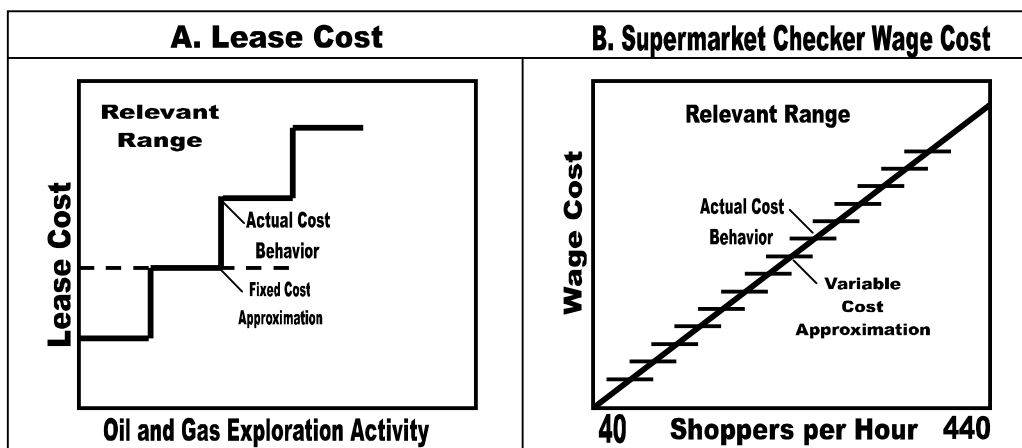 A. Lease Cost
B. Supermarket Checker Wage Cost
Relevant
Range
Lease Cost
Actual Cost
Behavior
Fixed Cost
Approximation
Oil and Gas Exploration Activity
Relevant Range
Wage Cost
Actual Cost
Behavior
Variable
Cost
Approximation
40 Shoppers per Hour 440